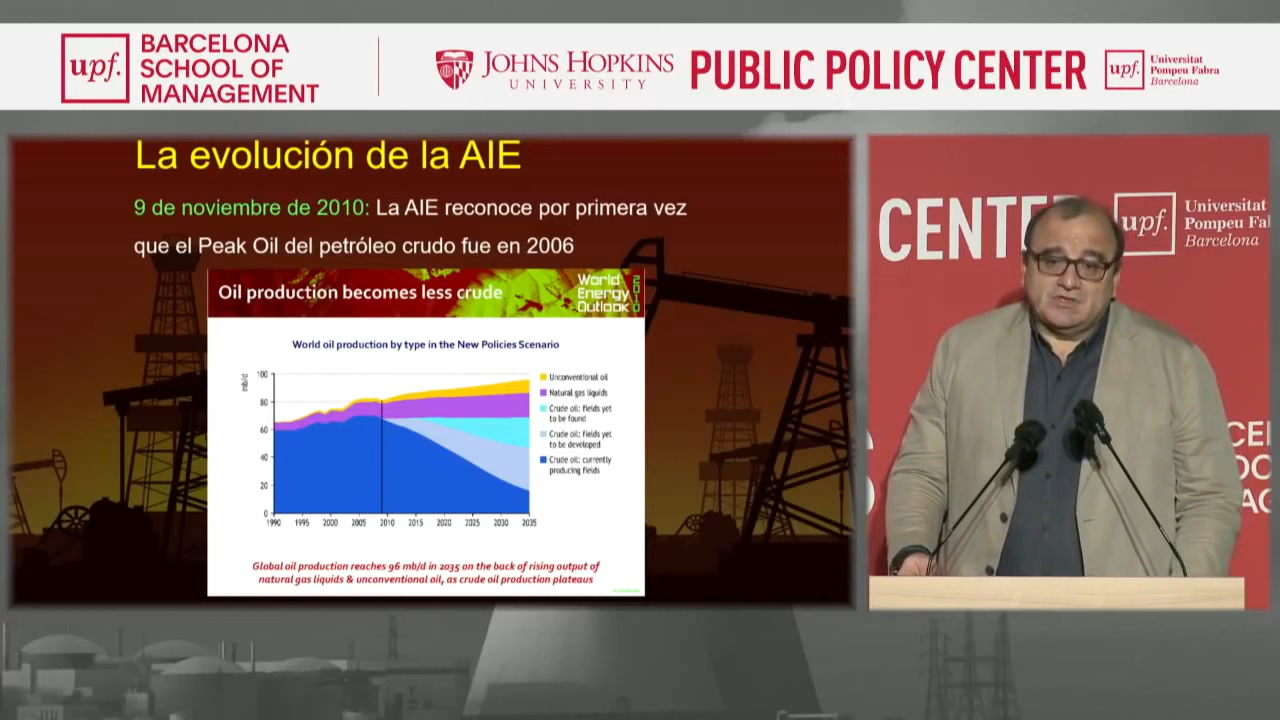 upf.
BARCELONA
SCHOOL OF
MANAGEMENT
JOHNS HOPKINS
UNIVERSITY
PUBLIC POLICY CENTER
upf.
Universitat
Pompeu Fabra
Barcelona
La evolución de la AIE
9 de noviembre de 2010: La AIE reconoce por primera vez
que el Peak Oil del petróleo crudo fue en 2006
Oil production becomes less crude
World
Energy
Outlook
2010
World oil production by type in the New Policies Scenario
mb/d
100
80
60
40
20
0
1990 1995 2000 2005 2010 2015 2020 2025 2030 2035
Unconventional oil
Natural gas liquids
Crude oil: fields yet
to be found
Crude oil: fields yet
to be developed
Crude oil: currently
producing fields
Global oil production reaches 96 mb/d in 2035 on the back of rising output of
natural gas liquids & unconventional oil, as crude oil production plateaus
CENTE
upf.
Universitat
Pompeu Fa
Barcelona